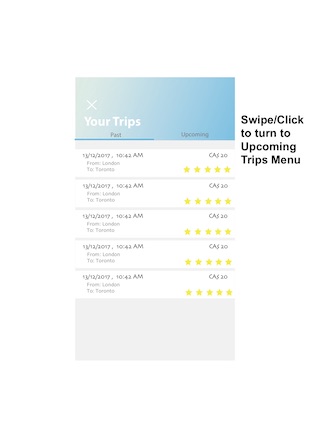 Your Trips
Past
Upcoming
13/12/2017 , 10:42 AM
CA$ 20
From: London
To: Toronto
13/12/2017 , 10:42 AM
CA$ 20
From: London
To: Toronto
13/12/2017 , 10:42 AM
CA$ 20
From: London
To: Toronto
13/12/2017 , 10:42 AM
CA$ 20
From: London
To: Toronto
13/12/2017 , 10:42 AM
CA$ 20
From: London
To: Toronto
Swipe/Click
to turn to
Upcoming
Trips Menu